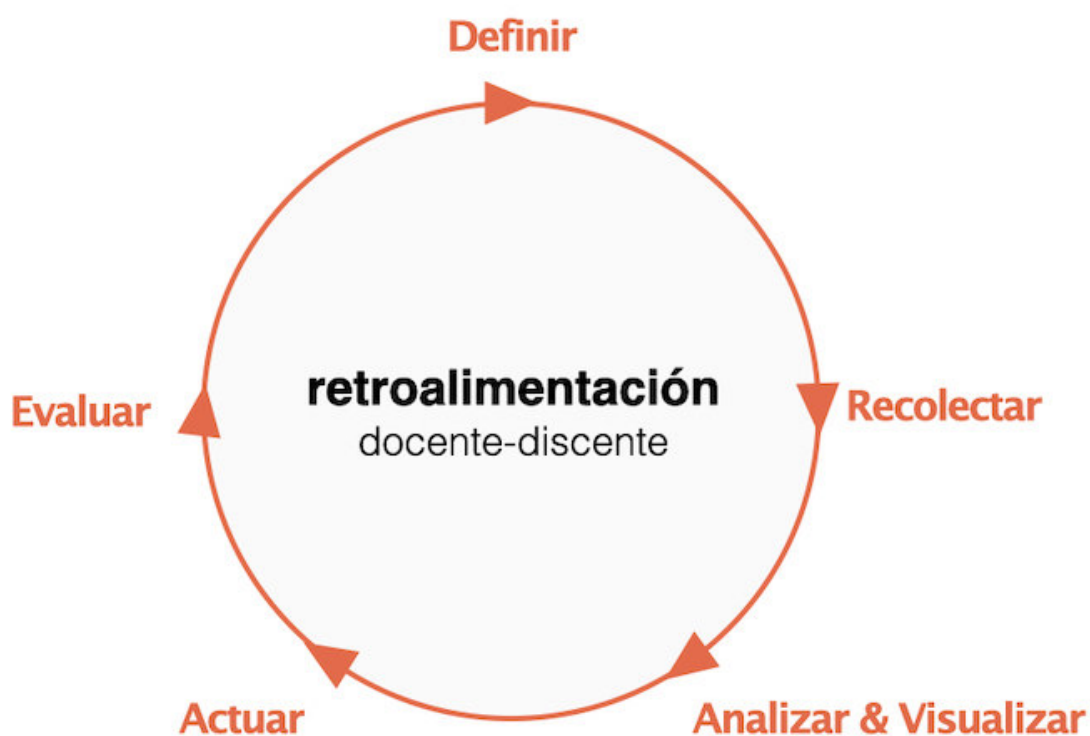 Definir
Evaluar
retroalimentación
docente-discente
Recolectar
Actuar
Analizar & Visualizar